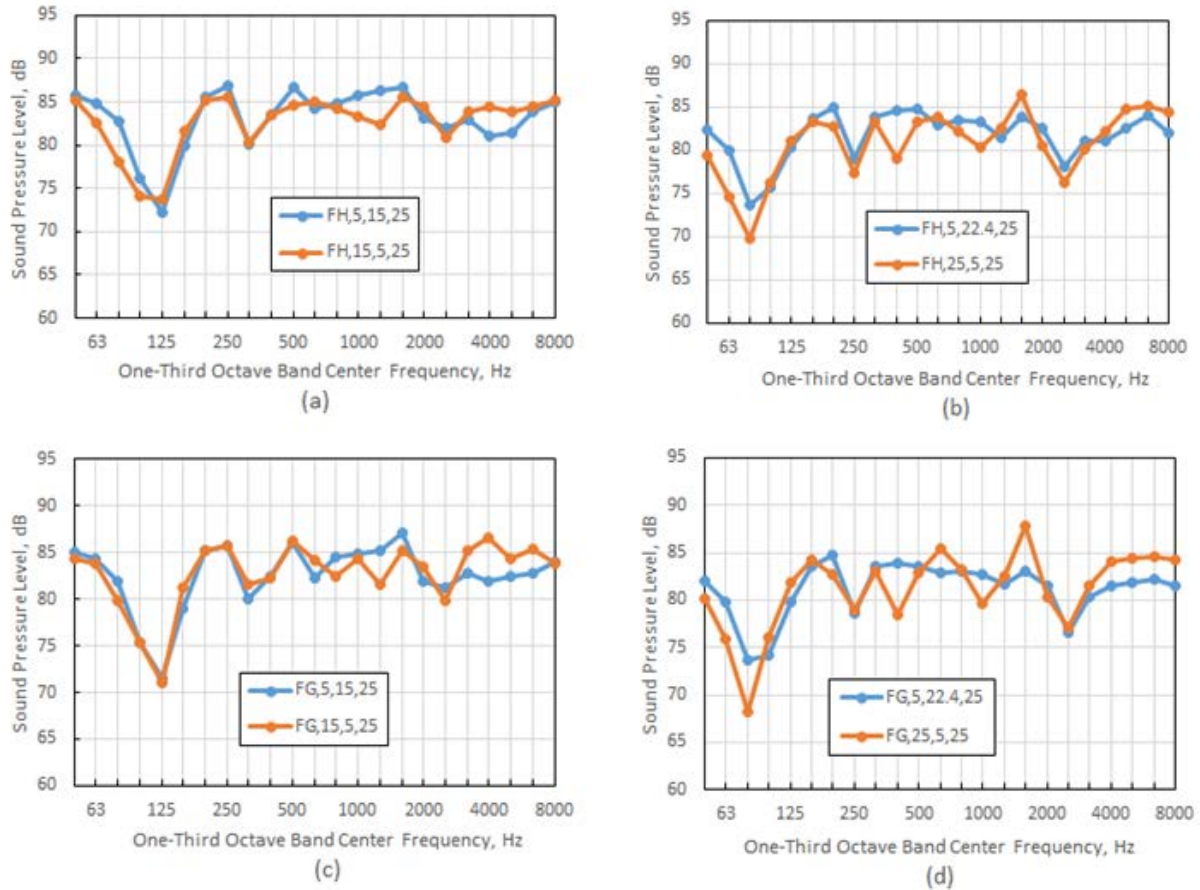 95
90
85
80
75
70
65
60
Sound Pressure Level, dB
FH,5,15,25
FH,15,5,25
63 125 250 500 1000 2000 4000 8000
One-Third Octave Band Center Frequency, Hz
(a)
95
90
85
80
75
70
65
60
Sound Pressure Level, dB
FH,5,22.4,25
FH,25,5,25
63 125 250 500 1000 2000 4000 8000
One-Third Octave Band Center Frequency, Hz
(b)
95
90
85
80
75
70
65
60
Sound Pressure Level, dB
FG,5,15,25
FG,15,5,25
63 125 250 500 1000 2000 4000 8000
One-Third Octave Band Center Frequency, Hz
(c)
95
90
85
80
75
70
65
60
Sound Pressure Level, dB
FG,5,22.4,25
FG,25,5,25
63 125 250 500 1000 2000 4000 8000
One-Third Octave Band Center Frequency, Hz
(d)